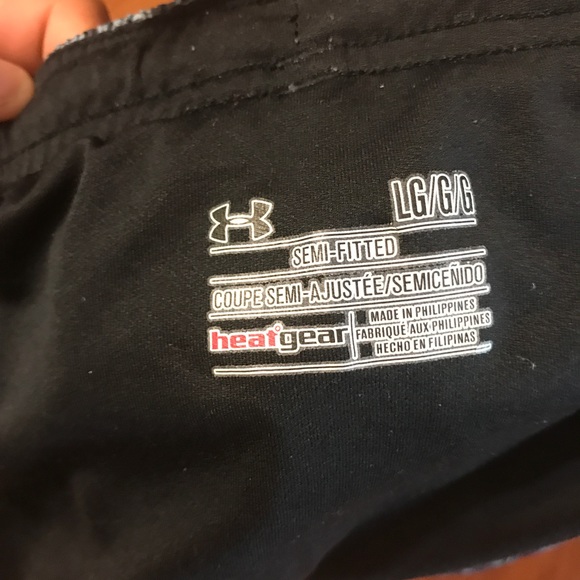 LG/G/G
SEMI-FITTED
COUPE SEMI-AJUSTÉE/SEMICEÑIDO
heatgear
MADE IN PHILIPPINES
FABRIQUÉ AUX PHILIPPINES
HECHO EN FILIPINAS